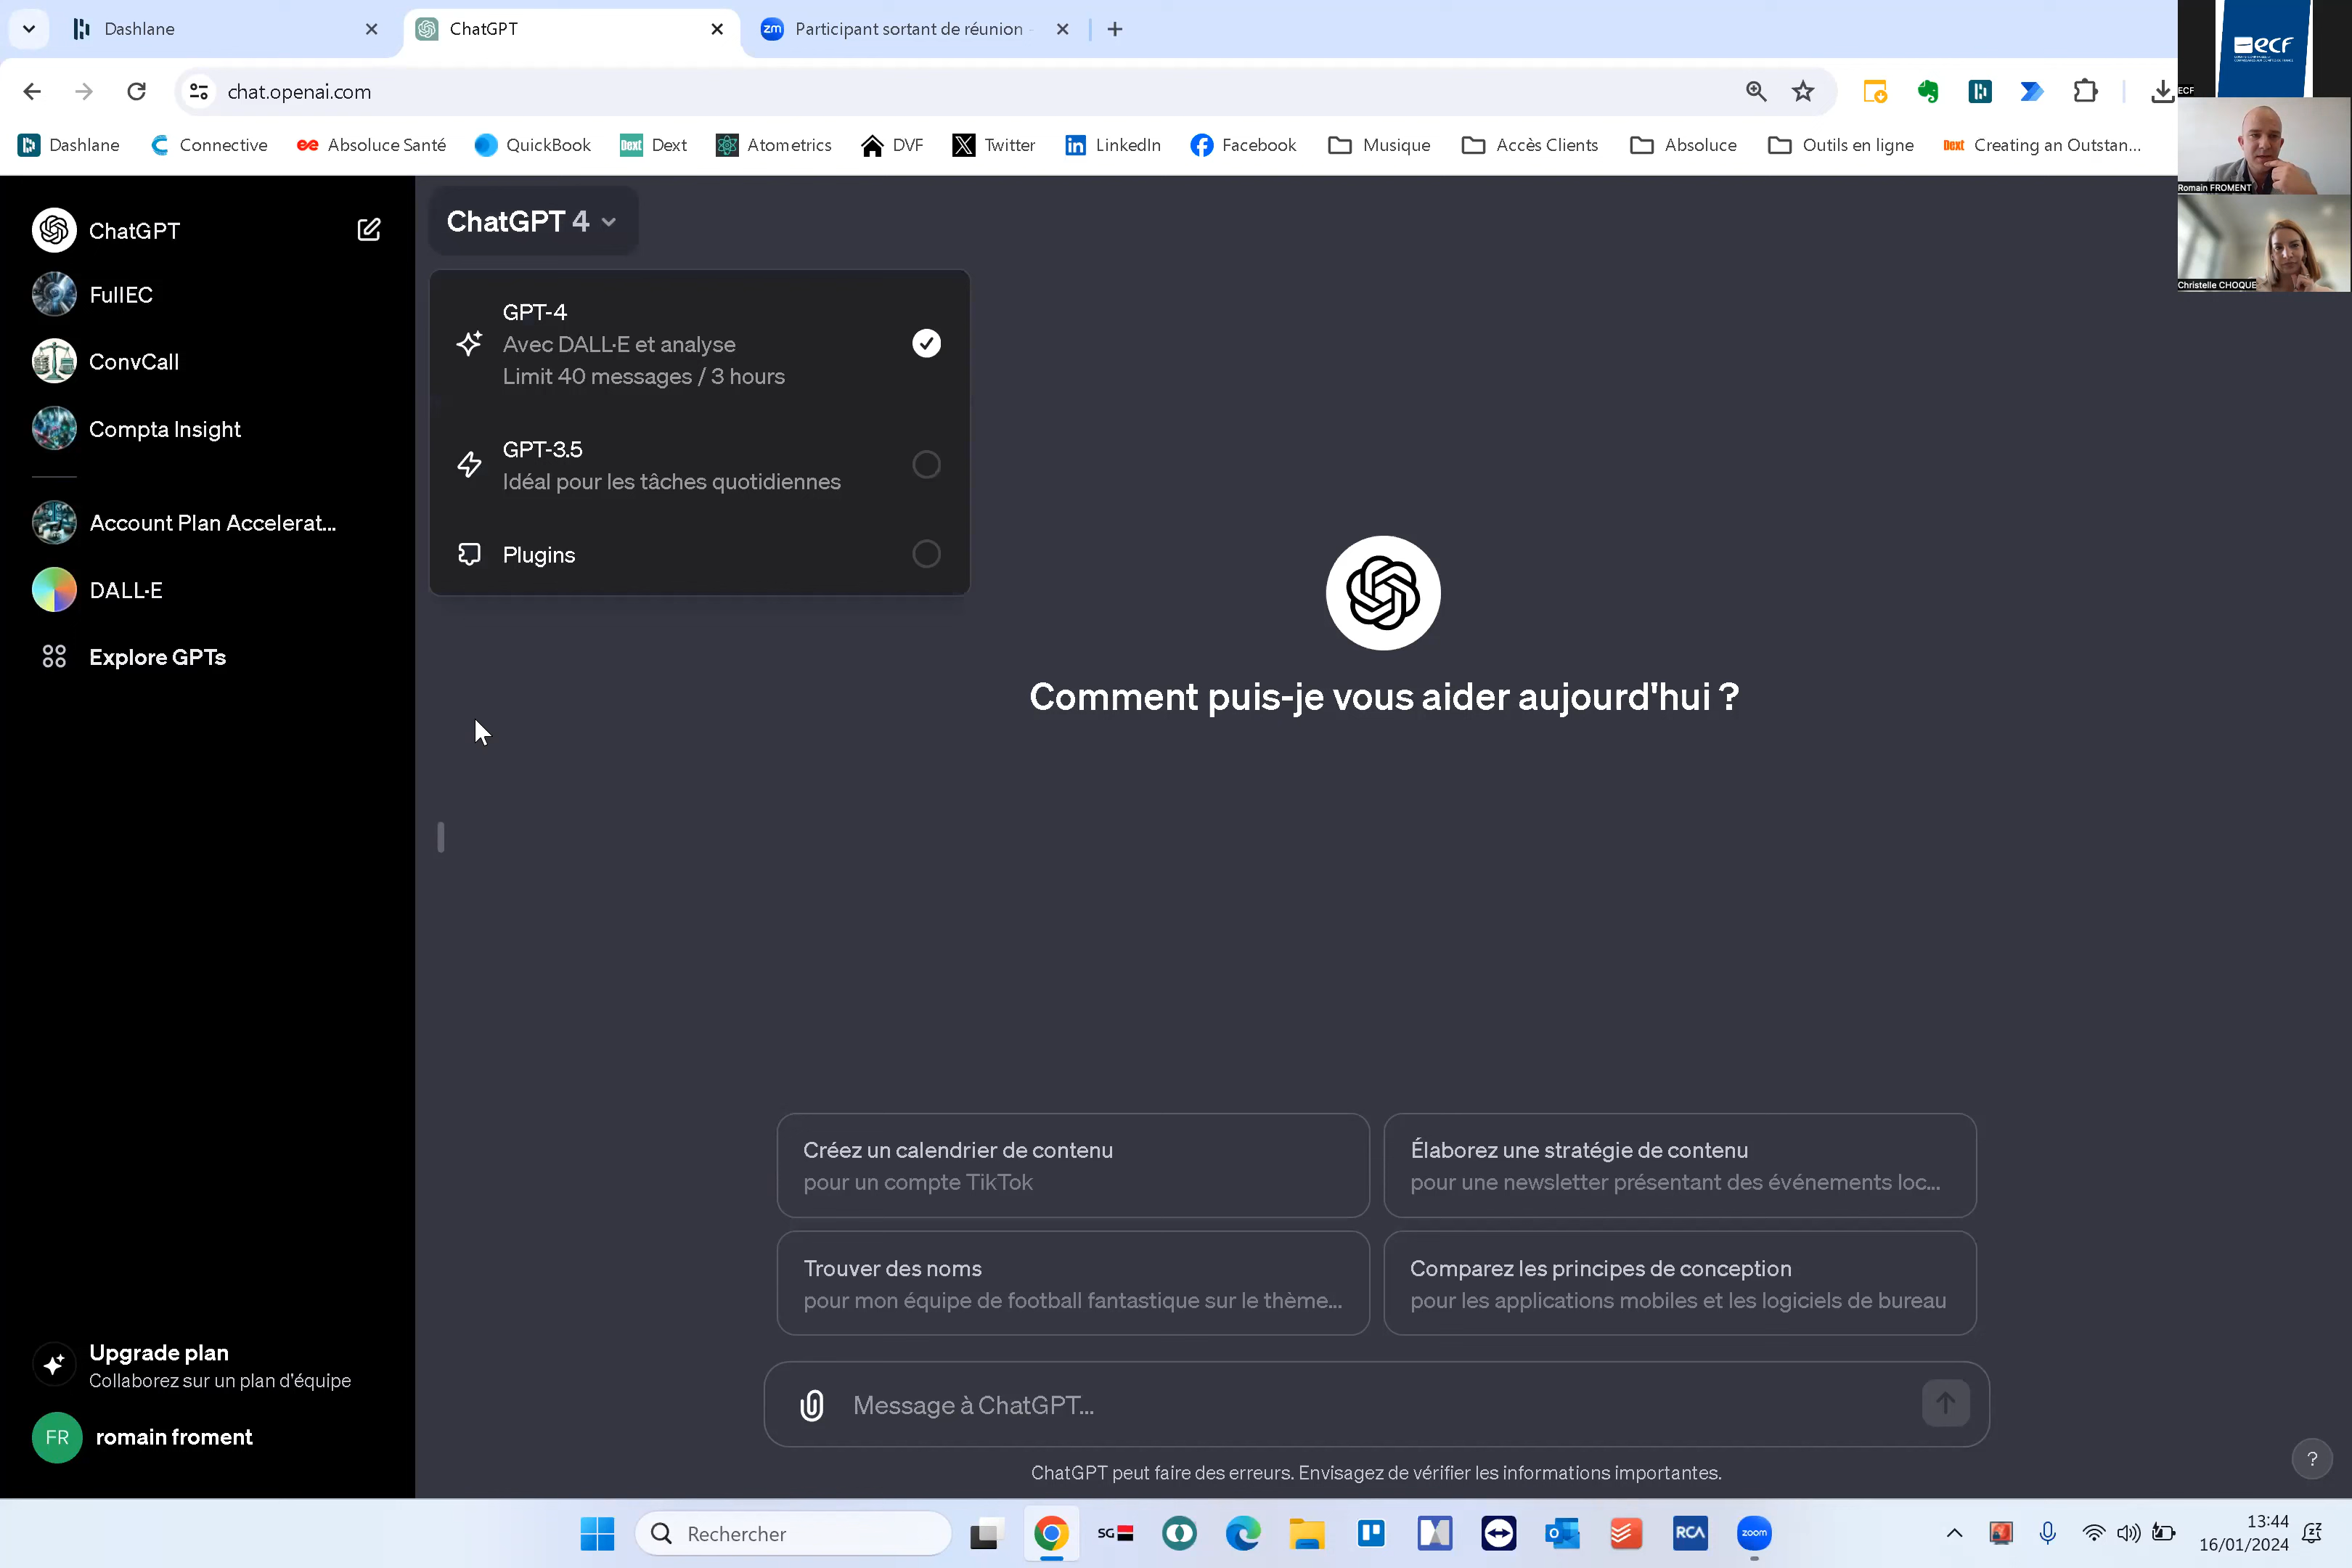 Dashlane
ChatGPT
zm Participant sortant de réunion
chat.openai.com
Dashlane
Connective
Absoluce Santé
QuickBook
Dext Dext
Atometrics
DVF
Twitter
LinkedIn
Facebook
Musique
Accès Clients
Absoluce
Outils en ligne
Dext Creating an Outstan...
ecf
ECF
Romain FROMENT
Christelle CHOQUE
ChatGPT
FullEC
ConvCall
Compta Insight
Account Plan Accelerat...
DALL·E
Explore GPTs
Upgrade plan
Collaborez sur un plan d'équipe
FR romain froment
ChatGPT 4
GPT-4
Avec DALL·E et analyse
Limit 40 messages / 3 hours
GPT-3.5
Idéal pour les tâches quotidiennes
Plugins
Comment puis-je vous aider aujourd'hui ?
Créez un calendrier de contenu
pour un compte TikTok
Élaborez une stratégie de contenu
pour une newsletter présentant des événements loc...
Trouver des noms
pour mon équipe de football fantastique sur le thème...
Comparez les principes de conception
pour les applications mobiles et les logiciels de bureau
Message à ChatGPT...
ChatGPT peut faire des erreurs. Envisagez de vérifier les informations importantes.
?
Rechercher
SG
RCA
zoom
13:44
16/01/2024